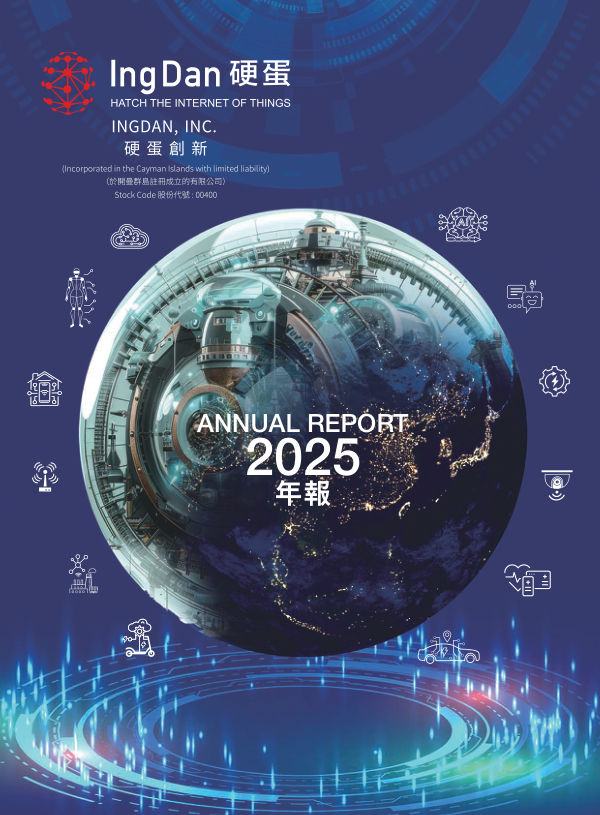 IngDan 硬蛋
HATCH THE INTERNET OF THINGS
INGDAN, INC.
硬蛋創新
(Incorporated in the Cayman Islands with limited liability)
(於開曼群島註冊成立的有限公司)
Stock Code 股份代號 : 00400
AI
ANNUAL REPORT
2025
年報